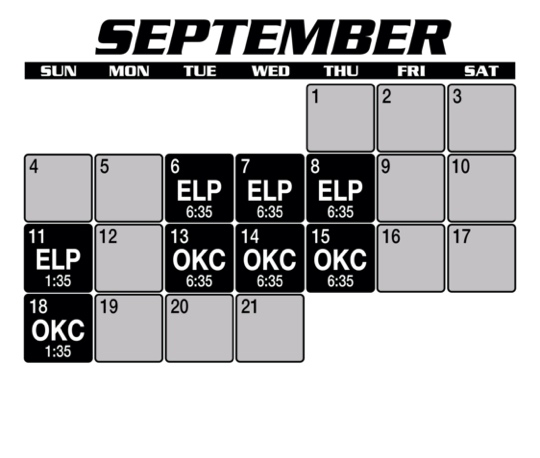 SEPTEMBER
SUN MON TUE WED THU FRI SAT
1 2 3
4 5 6 7 8 9 10
ELP ELP ELP
6:35 6:35 6:35
11 12 13 14 15 16 17
ELP OKC OKC OKC
1:35 6:35 6:35 6:35
18 19 20 21
OKC
1:35